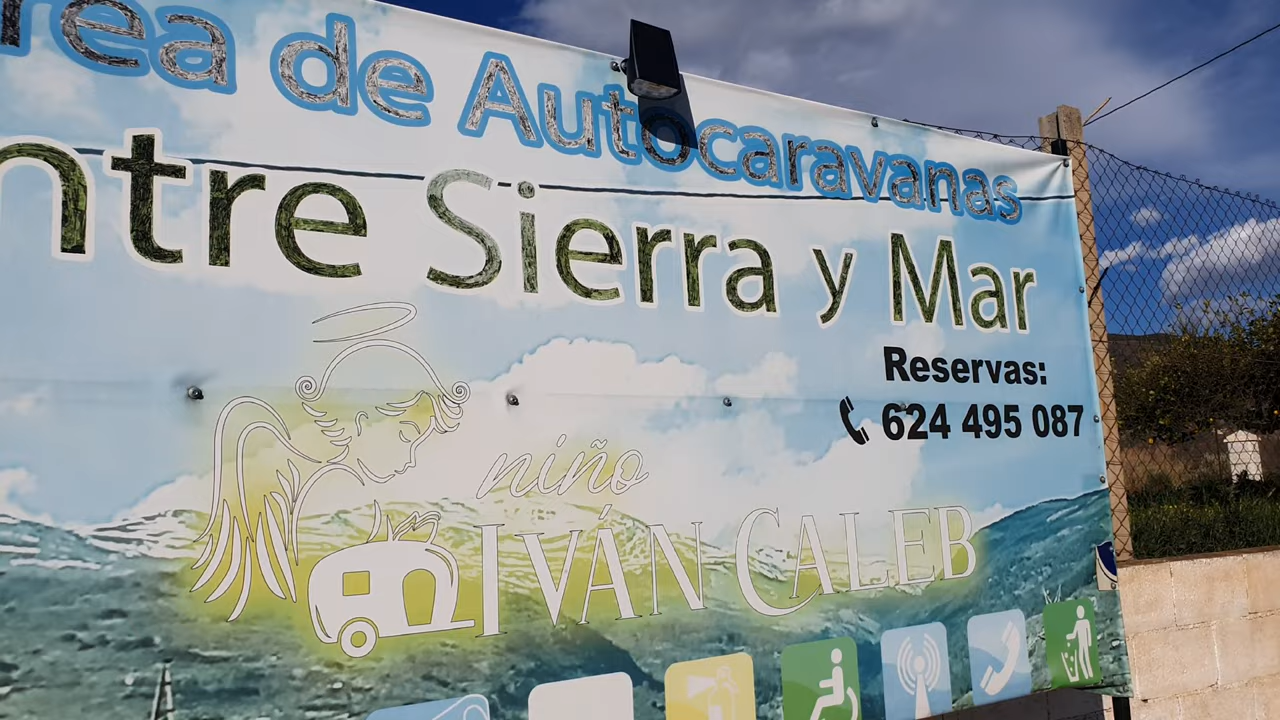 rea de Autocaravanas
ntre Sierra y Mar
Reservas:
624 495 087
niño
IVÁN CALEB